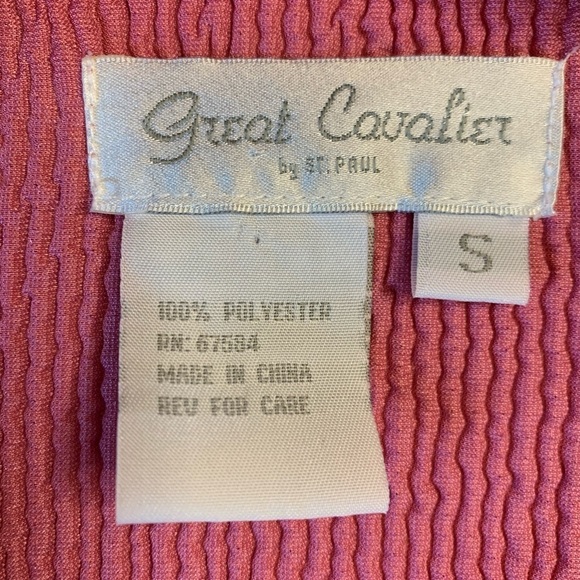 Great Cavalier
by ST. PAUL
S
100% POLYESTER
RN: 67584
MADE IN CHINA
REV FOR CARE